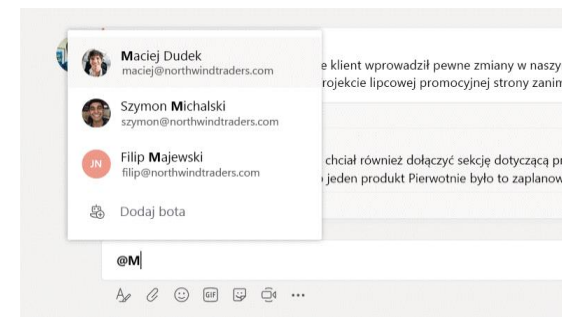 Maciej Dudek
maciej@northwindtraders.com
e klient wprowadził pewne zmiany w naszy
rojekcie lipcowej promocyjnej strony zanim
Szymon Michalski
szymon@northwindtraders.com
JN
Filip Majewski
filip@northwindtraders.com
chciał również dołączyć sekcję dotyczącą pr
jeden produkt Pierwotnie było to zaplanow
Dodaj bota
@M
GIF